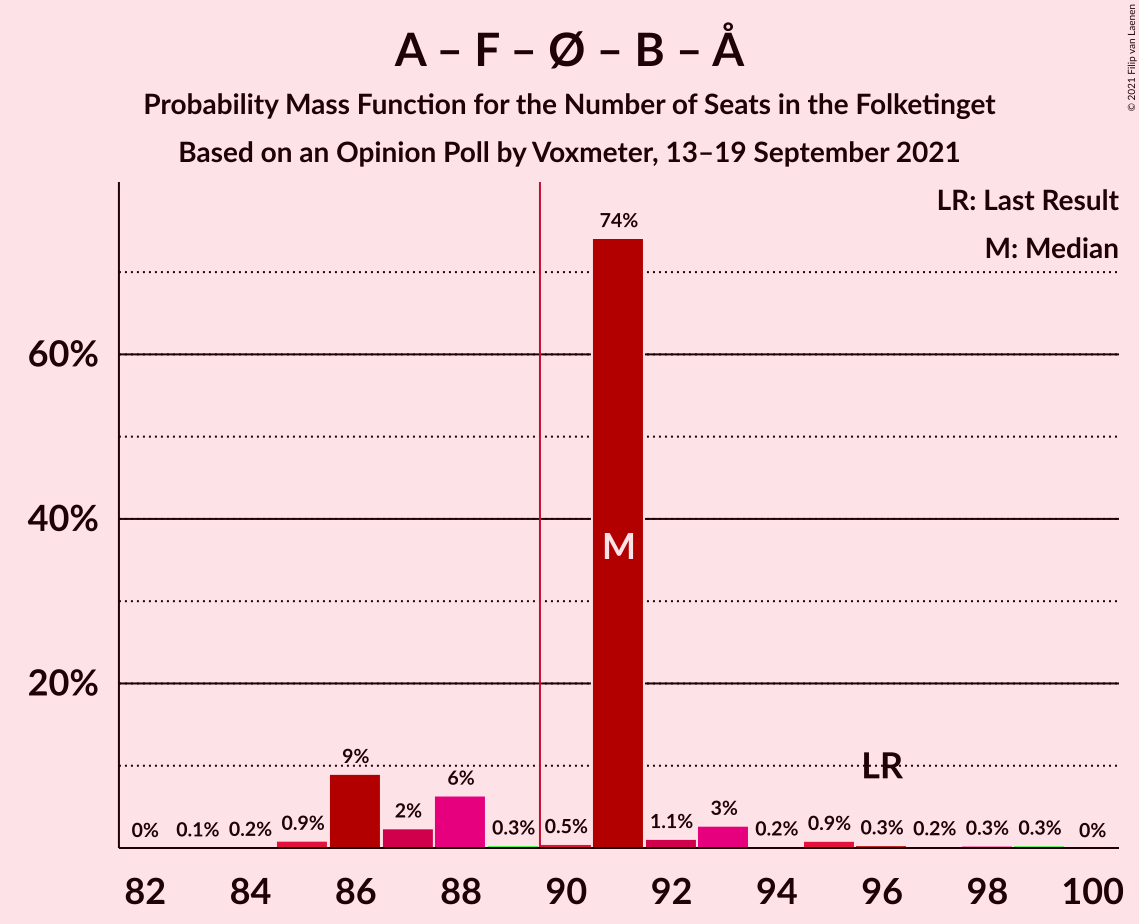 A – F – Ø – B – Å
Probability Mass Function for the Number of Seats in the Folketinget
Based on an Opinion Poll by Voxmeter, 13–19 September 2021
© 2021 Filip van Laenen
LR: Last Result
M: Median
60%
40%
20%
0%
0.1%
0.2%
0.9%
9%
2%
6%
0.3%
0.5%
74%
M
1.1%
3%
0.2%
0.9%
LR
0.3%
0.2%
0.3%
0.3%
0%
82 84 86 88 90 92 94 96 98 100